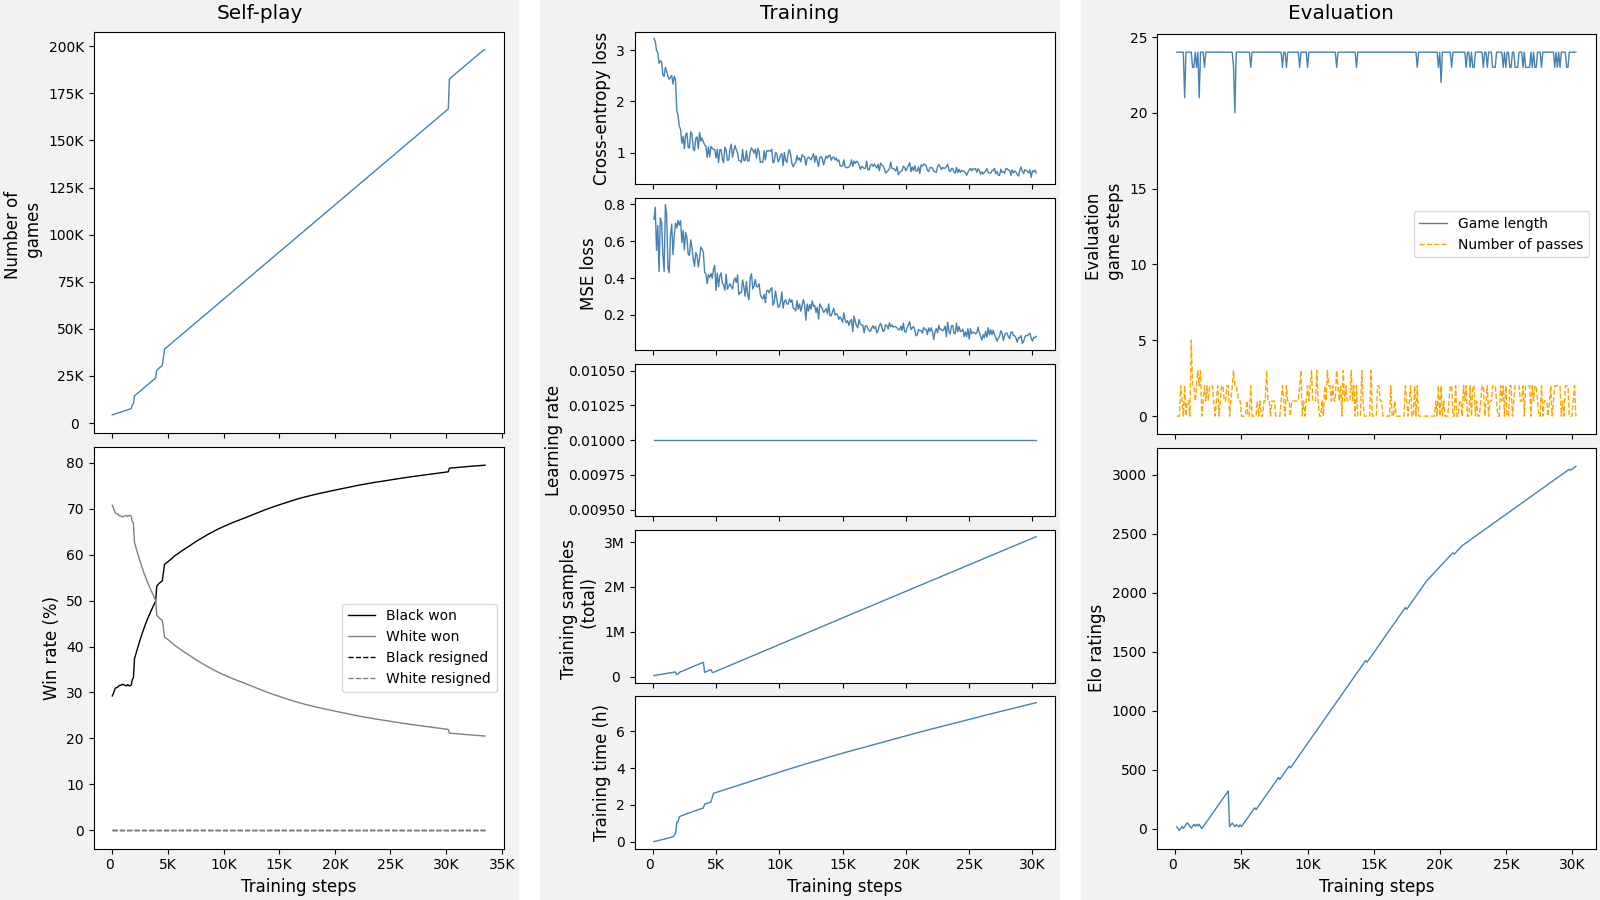 Self-play
Number of
games
200K
175K
150K
125K
100K
75K
50K
25K
0
Win rate (%)
80
70
60
50
40
30
20
10
0
Black won
White won
Black resigned
White resigned
0 5K 10K 15K 20K 25K 30K 35K
Training steps
Training
Cross-entropy loss
3
2
1
MSE loss
0.8
0.6
0.4
0.2
Learning rate
0.01050
0.01025
0.01000
0.00975
0.00950
Training samples
(total)
3M
2M
1M
0
Training time (h)
6
4
2
0
0 5K 10K 15K 20K 25K 30K
Training steps
Evaluation
Evaluation
game steps
25
20
15
10
5
0
Game length
Number of passes
Elo ratings
3000
2500
2000
1500
1000
500
0
0 5K 10K 15K 20K 25K 30K
Training steps